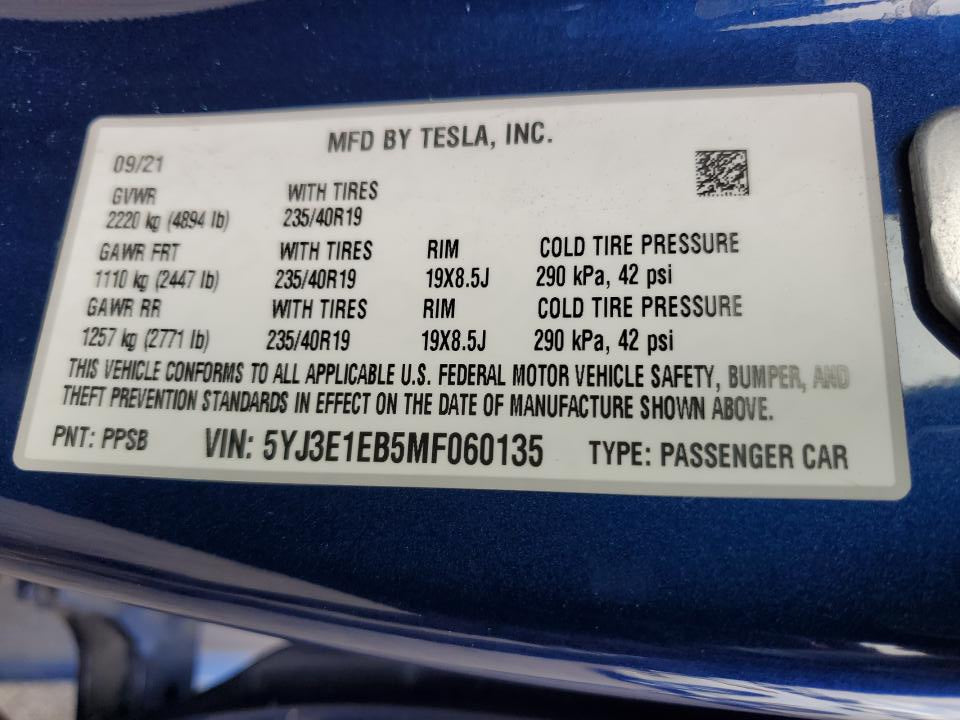 MFD BY TESLA, INC.
09/21
GVWR WITH TIRES
2220 kg (4894 lb) 235/40R19
GAWR FRT WITH TIRES RIM COLD TIRE PRESSURE
1110 kg (2447 lb) 235/40R19 19X8.5J 290 kPa, 42 psi
GAWR RR WITH TIRES RIM COLD TIRE PRESSURE
1257 kg (2771 lb) 235/40R19 19X8.5J 290 kPa, 42 psi
THIS VEHICLE CONFORMS TO ALL APPLICABLE U.S. FEDERAL MOTOR VEHICLE SAFETY, BUMPER, AND
THEFT PREVENTION STANDARDS IN EFFECT ON THE DATE OF MANUFACTURE SHOWN ABOVE.
PNT: PPSB VIN: 5YJ3E1EB5MF060135 TYPE: PASSENGER CAR